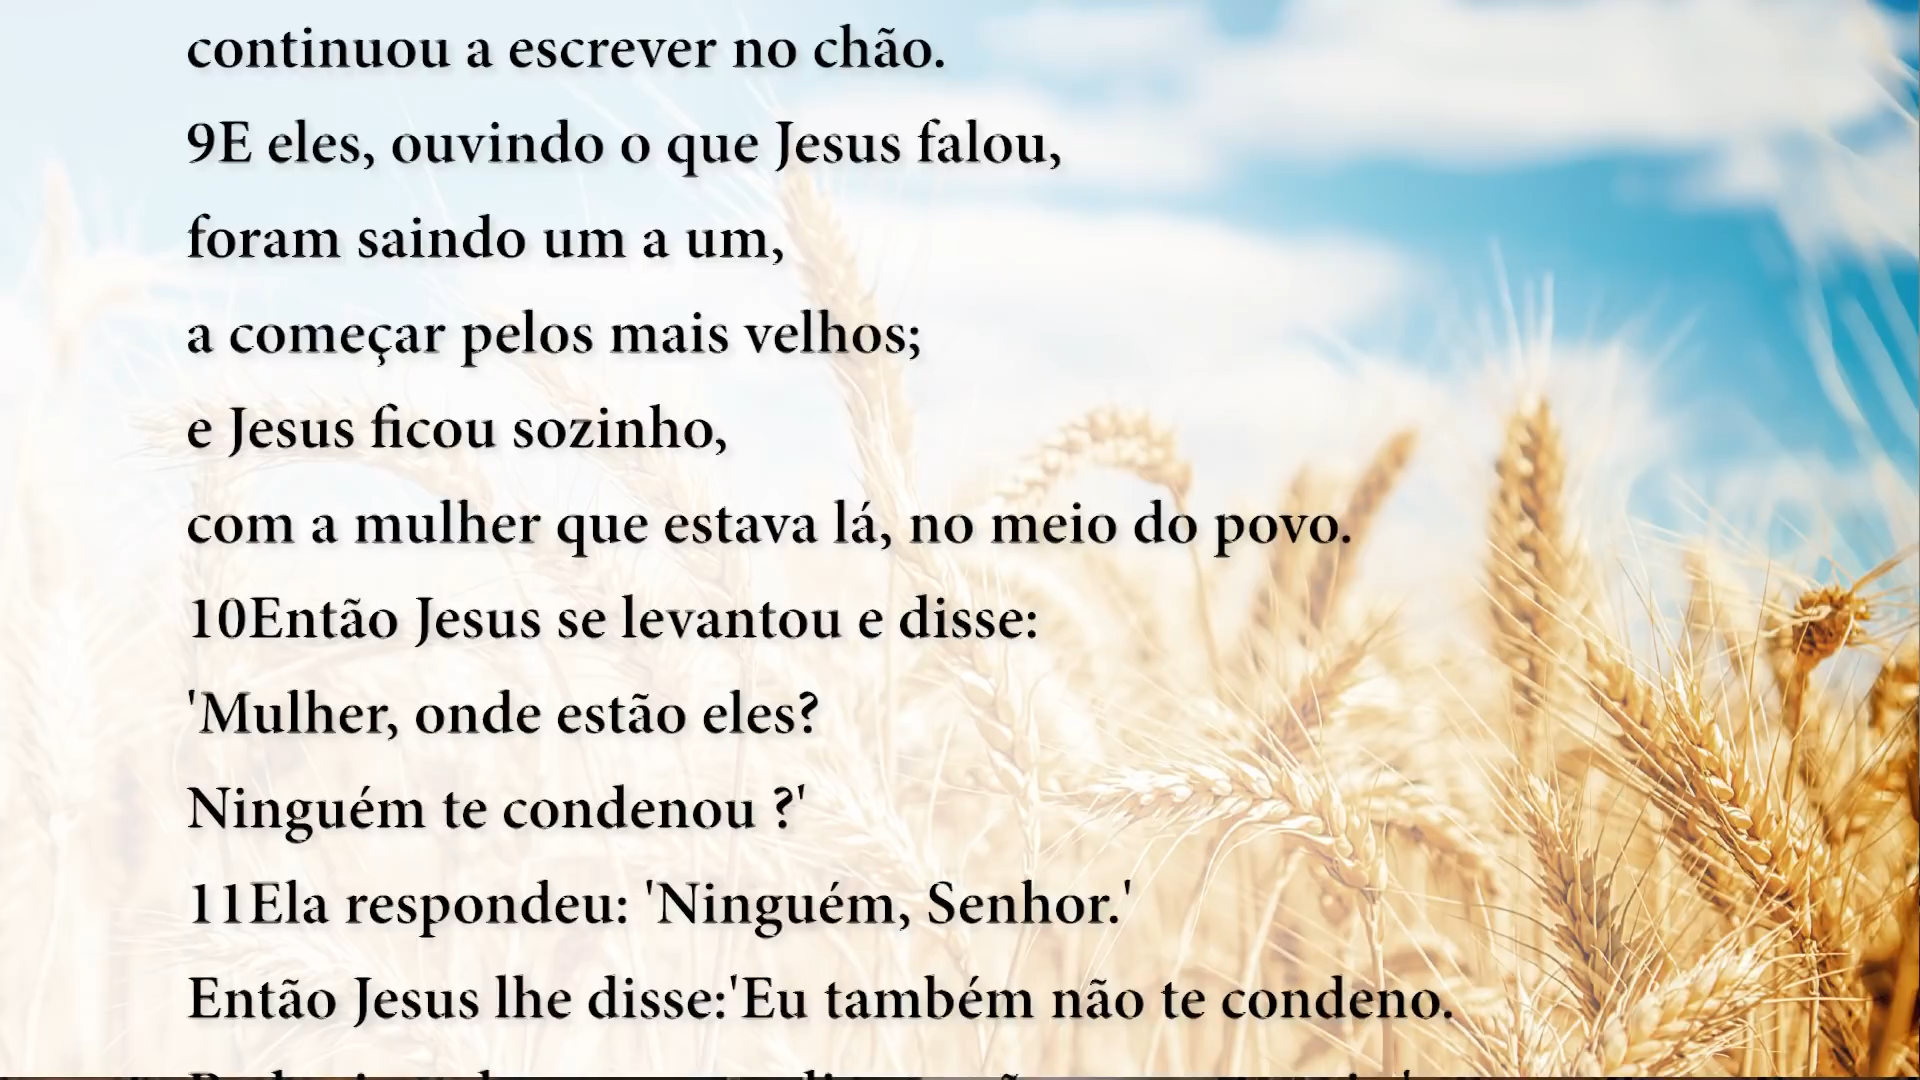 continuou a escrever no chão.
9E eles, ouvindo o que Jesus falou,
foram saindo um a um,
a começar pelos mais velhos;
e Jesus ficou sozinho,
com a mulher que estava lá, no meio do povo.
10Então Jesus se levantou e disse:
'Mulher, onde estão eles?
Ninguém te condenou ?'
11Ela respondeu: 'Ninguém, Senhor.'
Então Jesus lhe disse:'Eu também não te condeno.